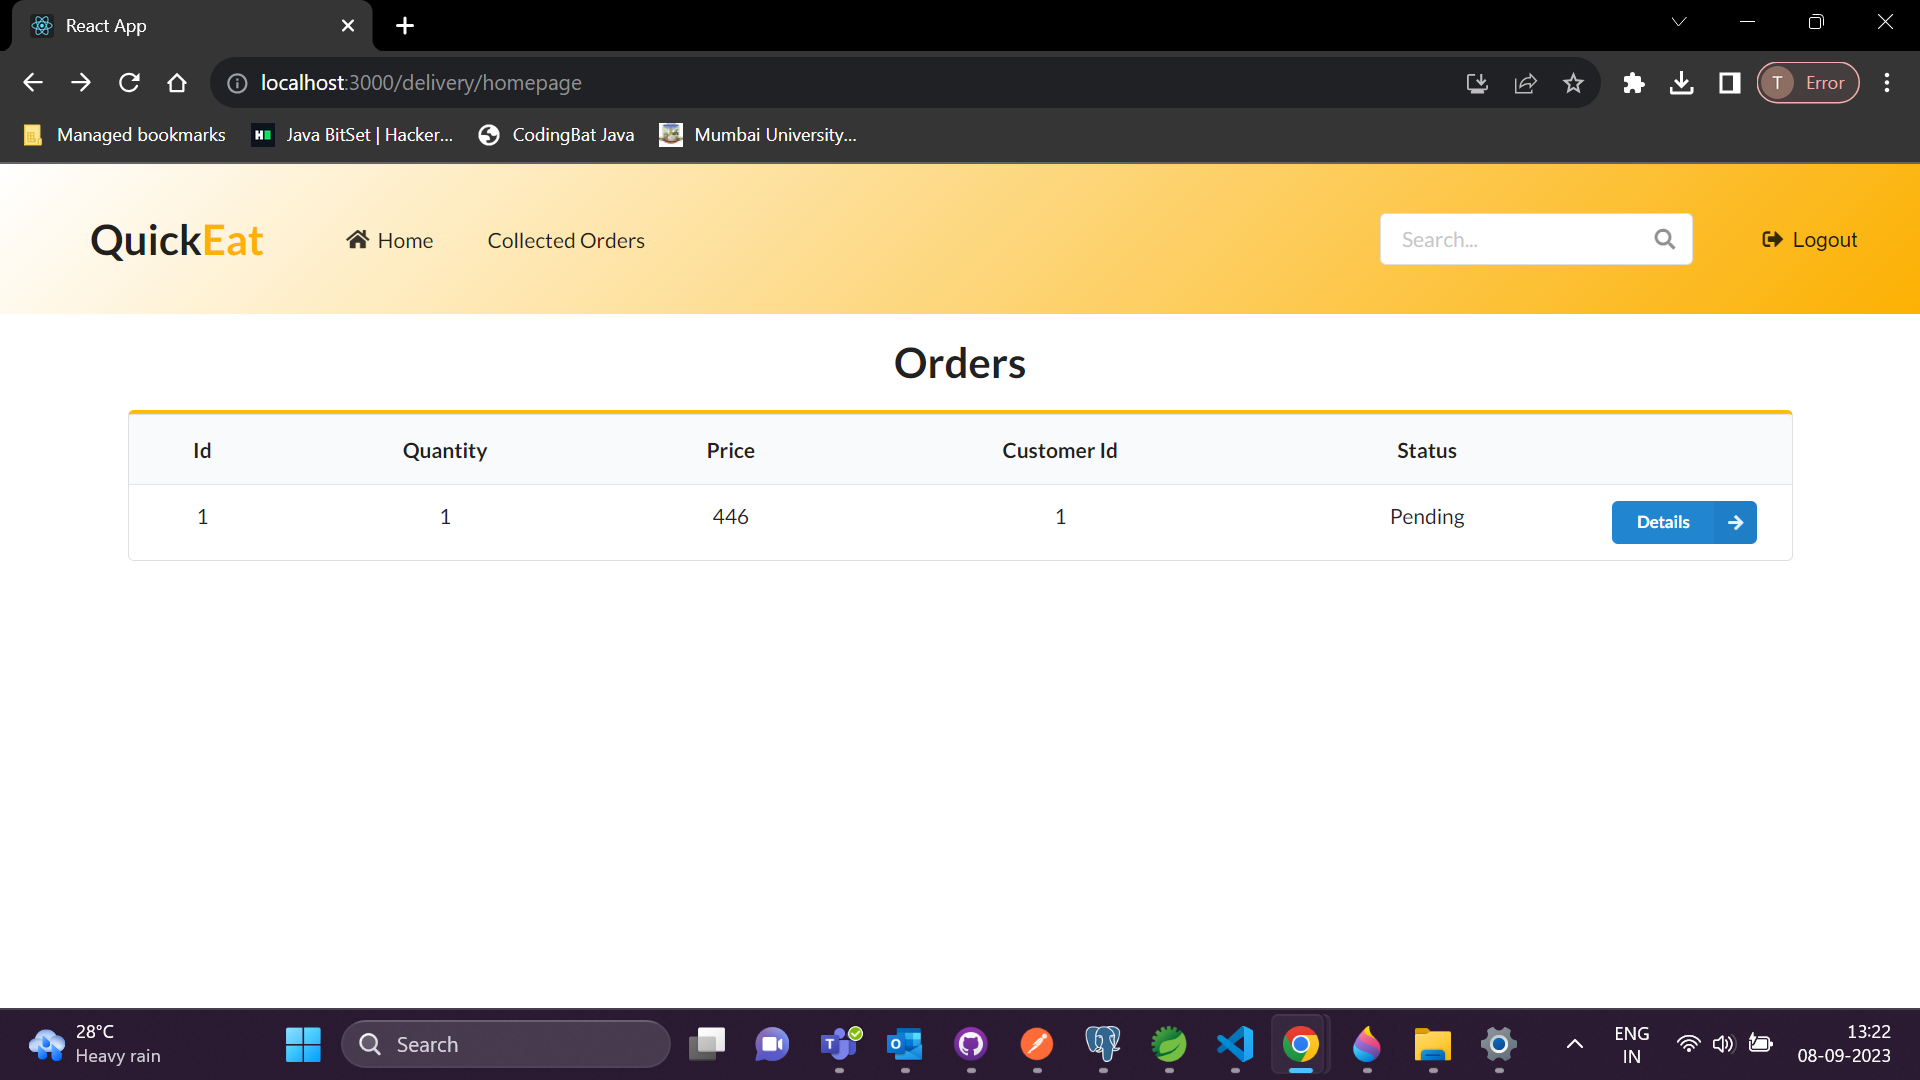 React App
localhost:3000/delivery/homepage
T Error
Managed bookmarks
Java BitSet | Hacker...
CodingBat Java
Mumbai University...
QuickEat
Home
Collected Orders
Search...
Logout
Orders
Id Quantity Price Customer Id Status
1 1 446 1 Pending Details
28°C
Heavy rain
Search
ENG
IN
13:22
08-09-2023